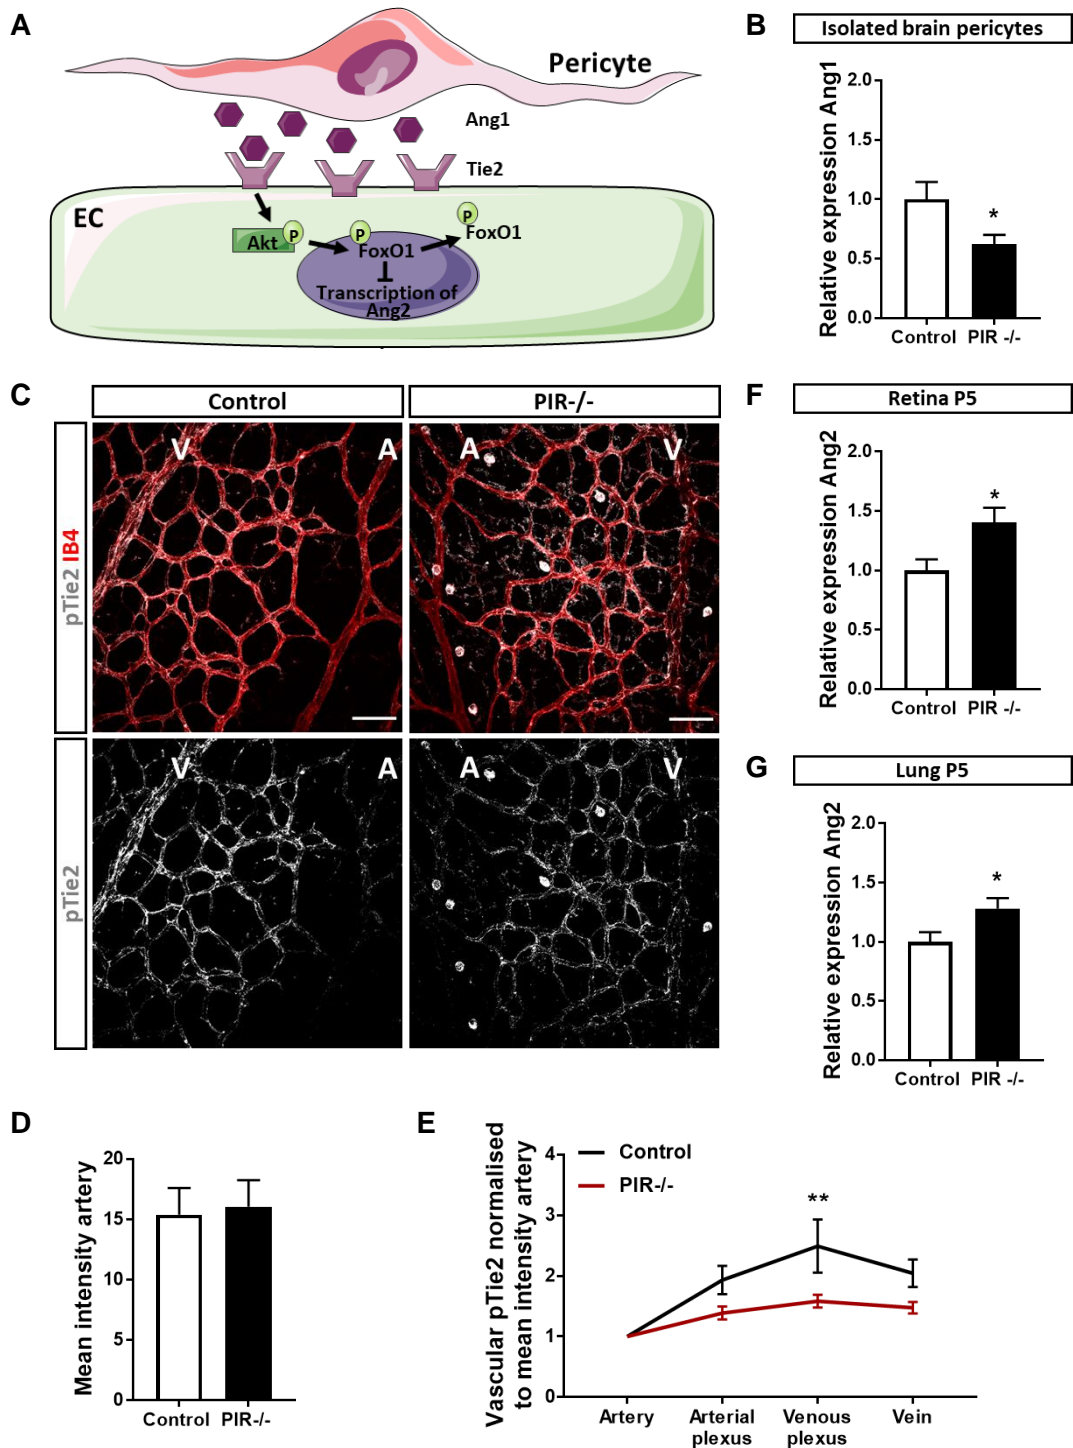 A
Pericyte
Ang1
Tie2
EC
Akt
P
P
FoxO1
P
FoxO1
Transcription of
Ang2
B
Isolated brain pericytes
Relative expression Ang1
2.0
1.5
1.0
0.5
0.0
*
Control PIR -/-
C
Control
PIR-/-
pTie2 IB4
V
A
A
V
pTie2
V
A
A
V
F
Retina P5
Relative expression Ang2
2.0
1.5
1.0
0.5
0.0
*
Control PIR -/-
G
Lung P5
Relative expression Ang2
2.0
1.5
1.0
0.5
0.0
*
Control PIR -/-
D
Mean intensity artery
20
15
10
5
0
Control PIR-/-
E
Vascular pTie2 normalised
to mean intensity artery
4
3
2
1
0
Control
PIR-/-
**
Artery
Arterial
plexus
Venous
plexus
Vein